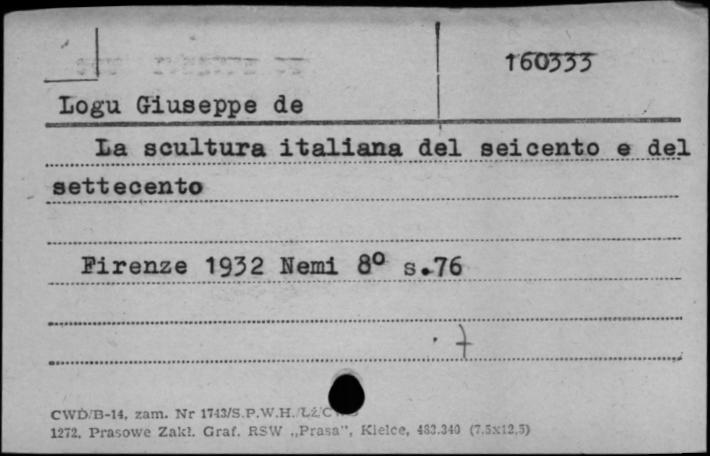 160333
Logu Giuseppe de
La scultura italiana del seicento e del
settecento
Firenze 1932 Nemi 8° s.76
CWD/B-14, zam. Nr 1743/S.P.W.H.
1272. Prasowe Zakł. Graf. RSW „Prasa", Kielce, 483.340 (7,5x12,5)